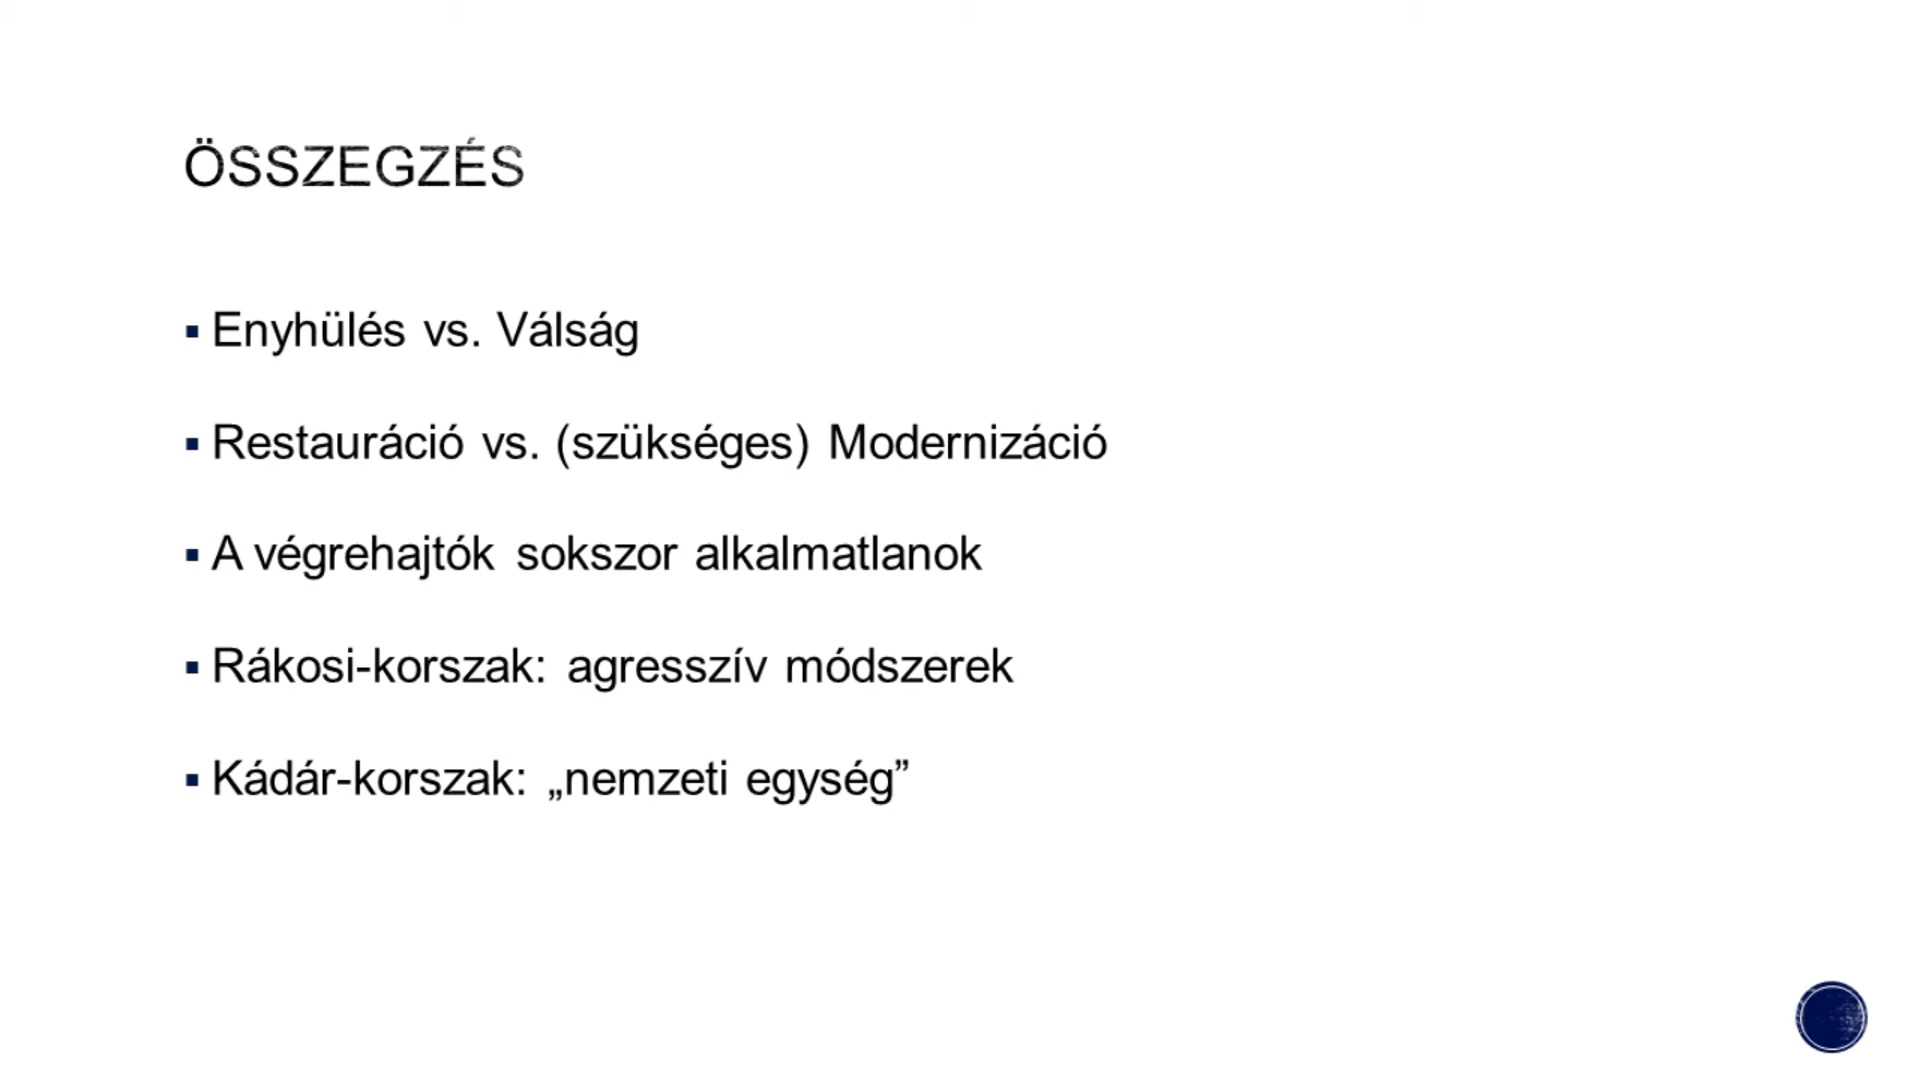 ÖSSZEGZÉS
▪ Enyhülés vs. Válság
▪ Restauráció vs. (szükséges) Modernizáció
▪ A végrehajtók sokszor alkalmatlanok
▪ Rákosi-korszak: agresszív módszerek
▪ Kádár-korszak: „nemzeti egység”